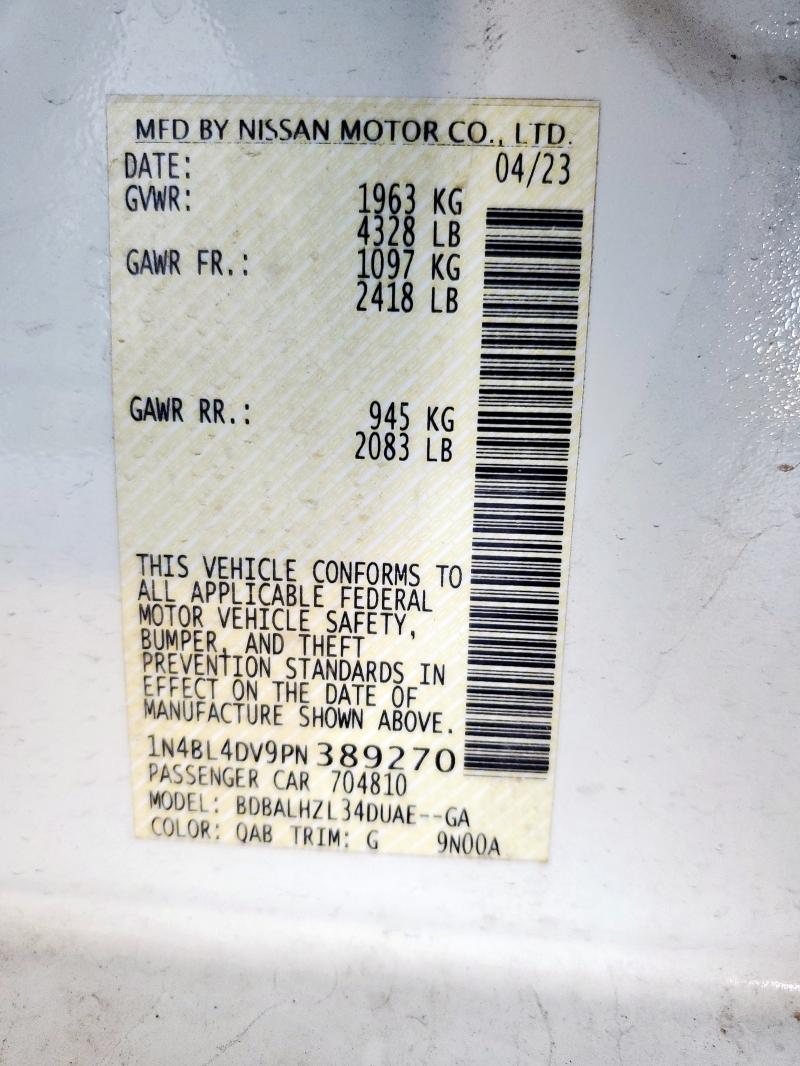 MFD BY NISSAN MOTOR CO., LTD.
DATE: 04/23
GVWR: 1963 KG
4328 LB
GAWR FR.: 1097 KG
2418 LB
GAWR RR.: 945 KG
2083 LB
THIS VEHICLE CONFORMS TO
ALL APPLICABLE FEDERAL
MOTOR VEHICLE SAFETY,
BUMPER, AND THEFT
PREVENTION STANDARDS IN
EFFECT ON THE DATE OF
MANUFACTURE SHOWN ABOVE.
1N4BL4DV9PN 389270
PASSENGER CAR 704810
MODEL: BDBALHZL34DUAE--GA
COLOR: QAB TRIM: G 9N00A